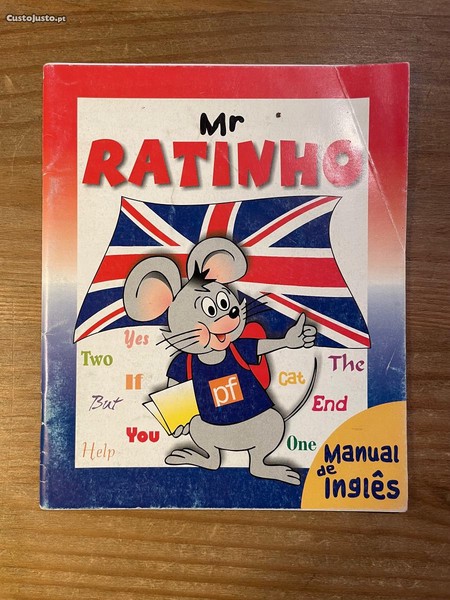 CustoJusto.pt
Mr
RATINHO
Yes
Two
The
If
Cat
But
pf
End
You
One
Help
Manual
de
Inglês